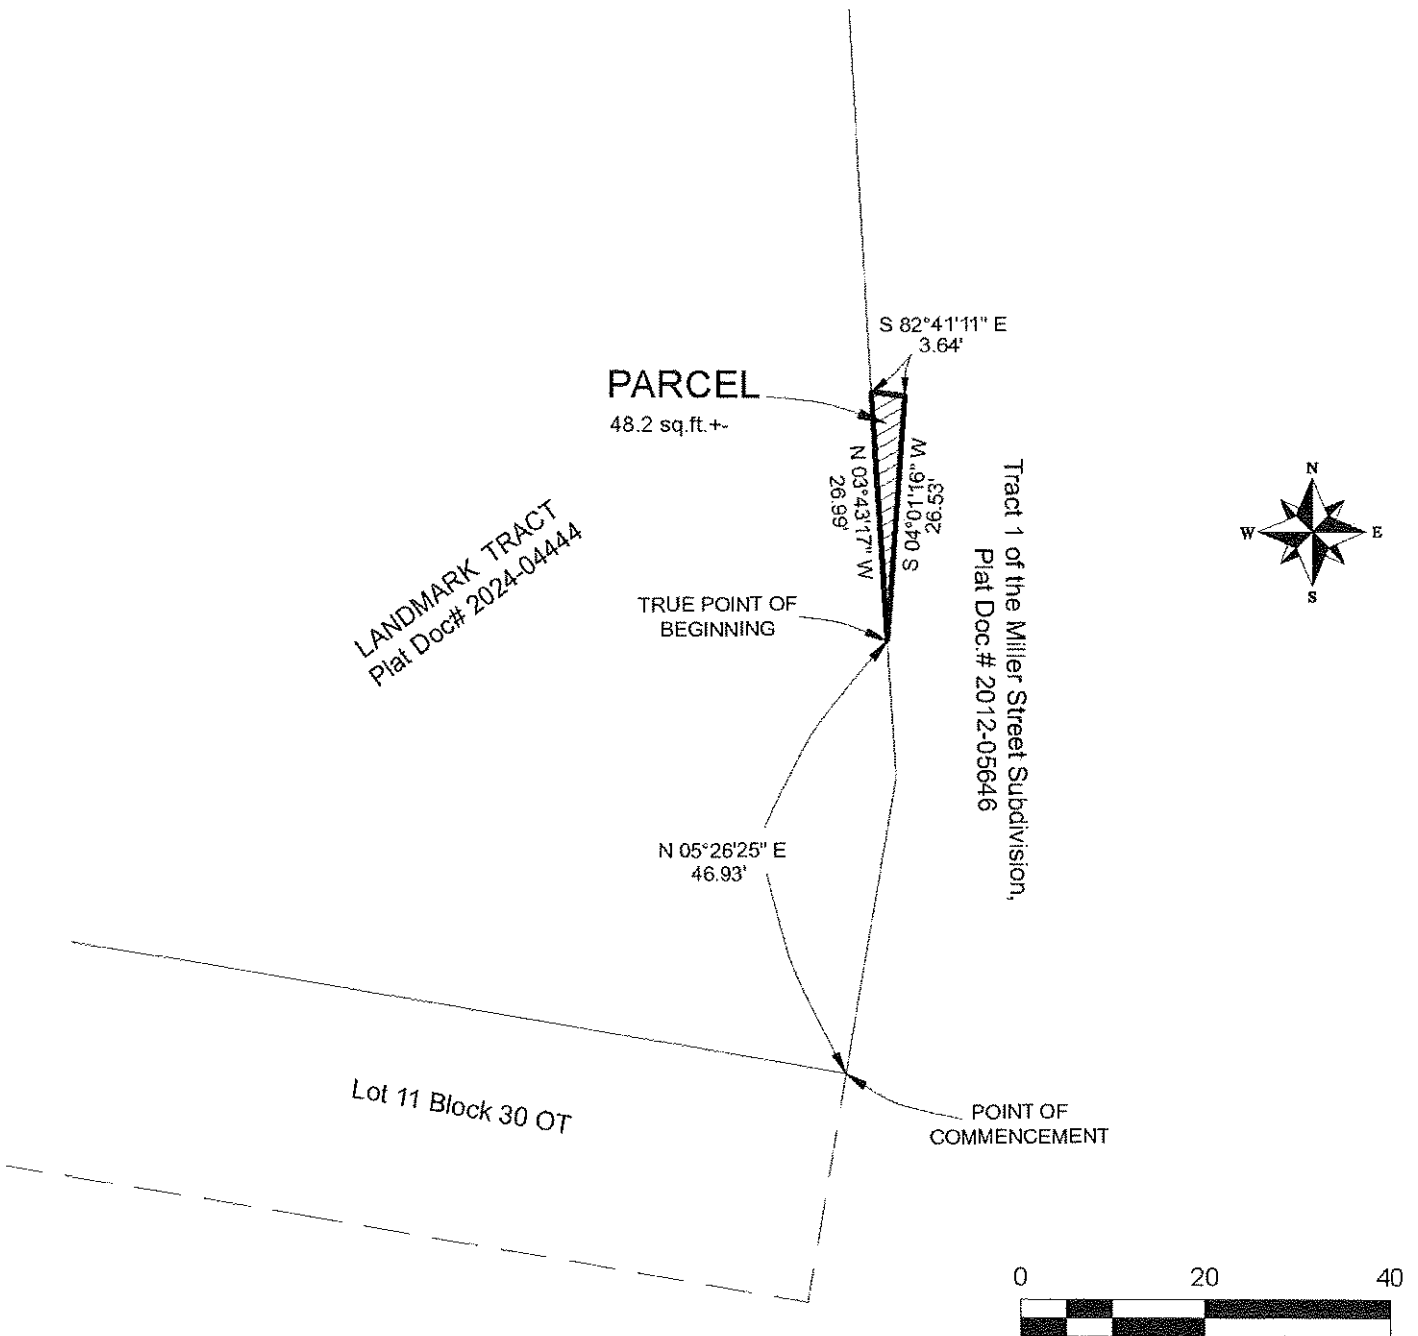 S 82°41'11" E
3.64'
PARCEL
48.2 sq.ft.+-
N 03°43'17" W
26.99'
S 04°01'16" W
26.53'
Tract 1 of the Miller Street Subdivision,
Plat Doc.# 2012-05646
N
W
E
S
LANDMARK TRACT
Plat Doc# 2024-04444
TRUE POINT OF
BEGINNING
N 05°26'25" E
46.93'
Lot 11 Block 30 OT
POINT OF
COMMENCEMENT
0 20 40